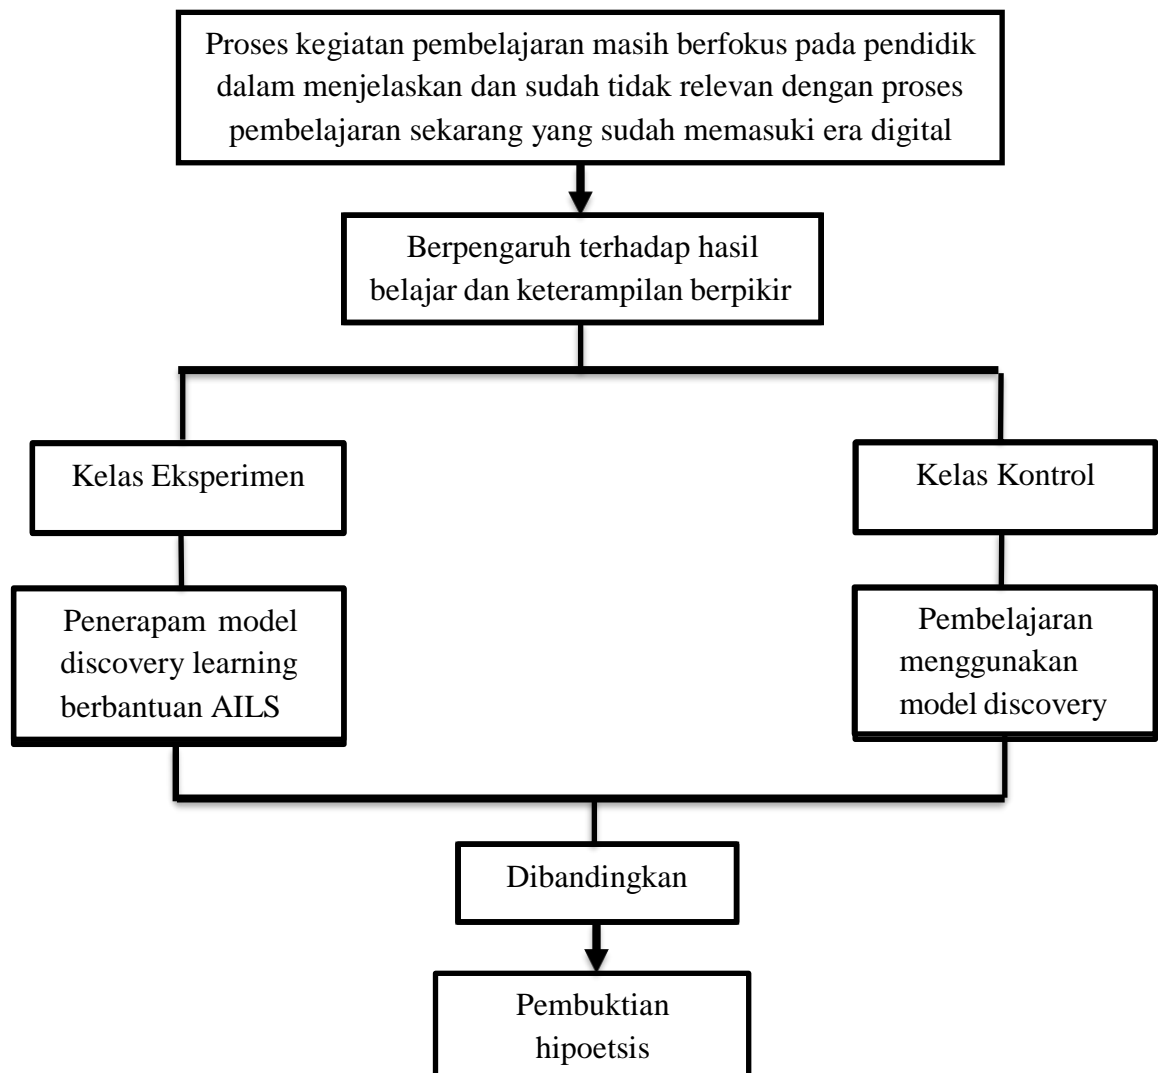 Proses kegiatan pembelajaran masih berfokus pada pendidik
dalam menjelaskan dan sudah tidak relevan dengan proses
pembelajaran sekarang yang sudah memasuki era digital
Berpengaruh terhadap hasil
belajar dan keterampilan berpikir
Kelas Eksperimen
Kelas Kontrol
Penerapam model
discovery learning
berbantuan AILS
Pembelajaran
menggunakan
model discovery
Dibandingkan
Pembuktian
hipoetsis